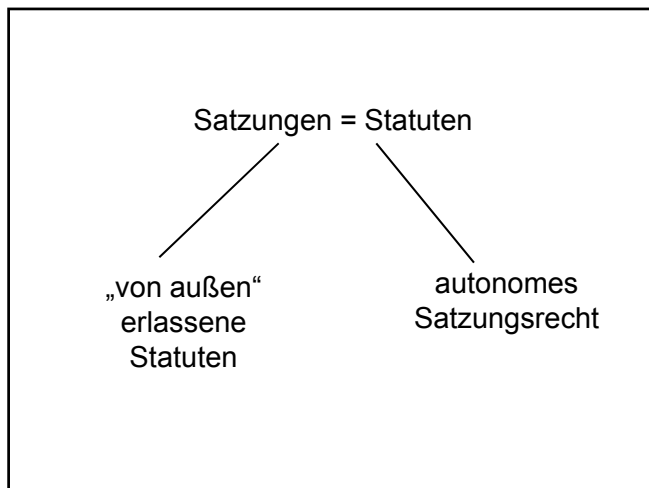 Satzungen = Statuten
„von außen“
erlassene
Statuten
autonomes
Satzungsrecht